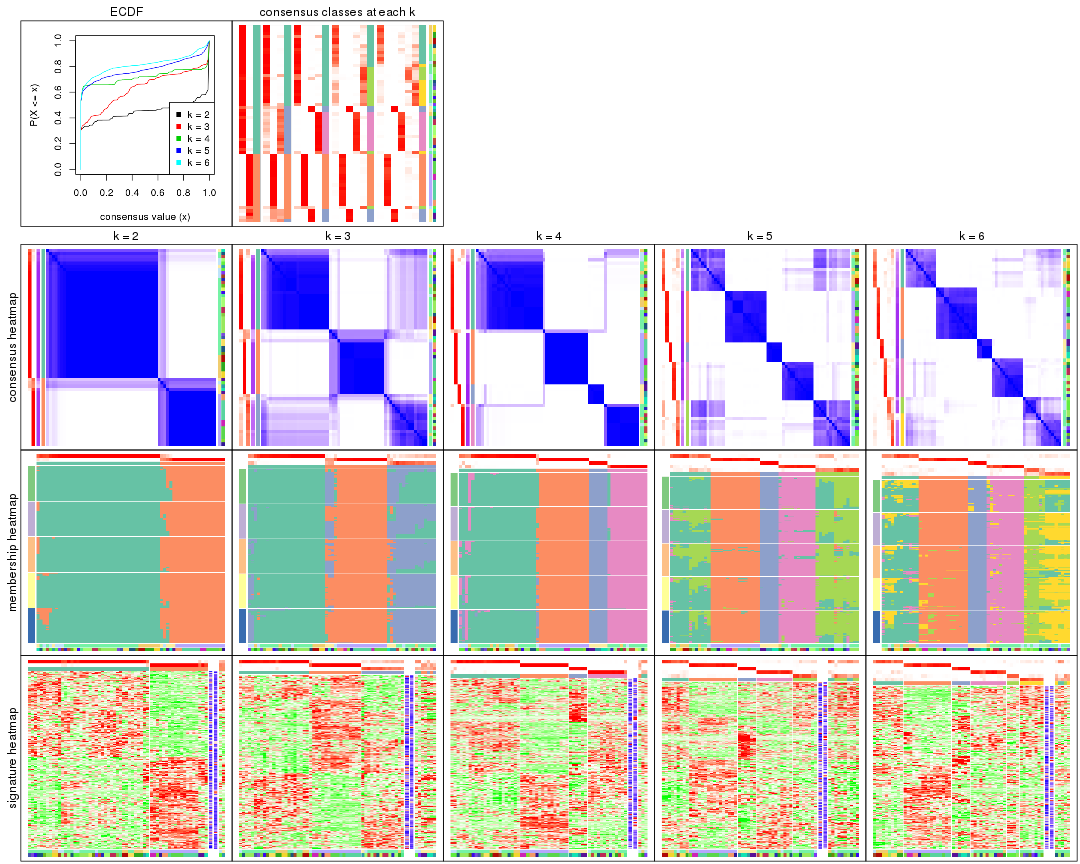 ECDF
consensus classes at each k
P(X <= x)
0.0 0.2 0.4 0.6 0.8 1.0
k = 2
k = 3
k = 4
k = 5
k = 6
0.0 0.2 0.4 0.6 0.8 1.0
consensus value (x)
k = 2 k = 3 k = 4 k = 5 k = 6
consensus heatmap
membership heatmap
signature heatmap